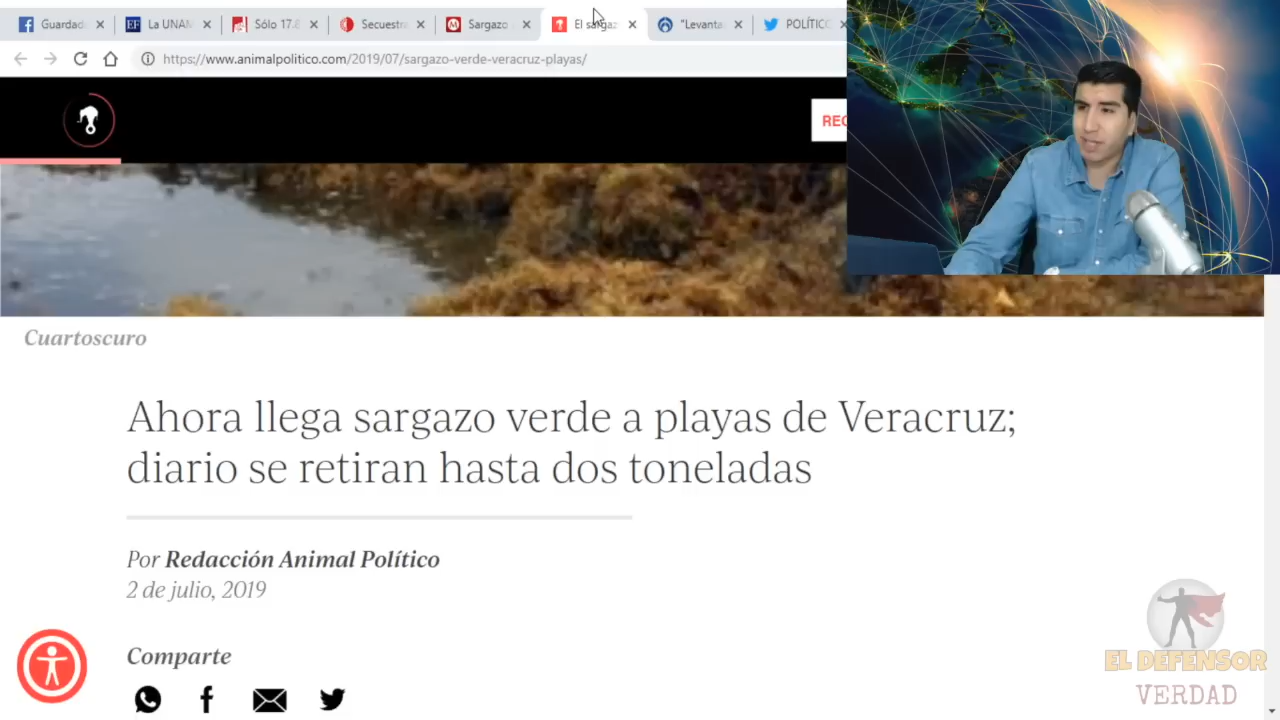 Guardad
La UNAM
Sólo 17.8
Secuestr
Sargazo
El sargaz
"Levanta
POLÍTICO
https://www.animalpolitico.com/2019/07/sargazo-verde-veracruz-playas/
REC
Cuartoscuro
Ahora llega sargazo verde a playas de Veracruz;
diario se retiran hasta dos toneladas
Por Redacción Animal Político
2 de julio, 2019
Comparte
EL DEFENSOR
VERDAD